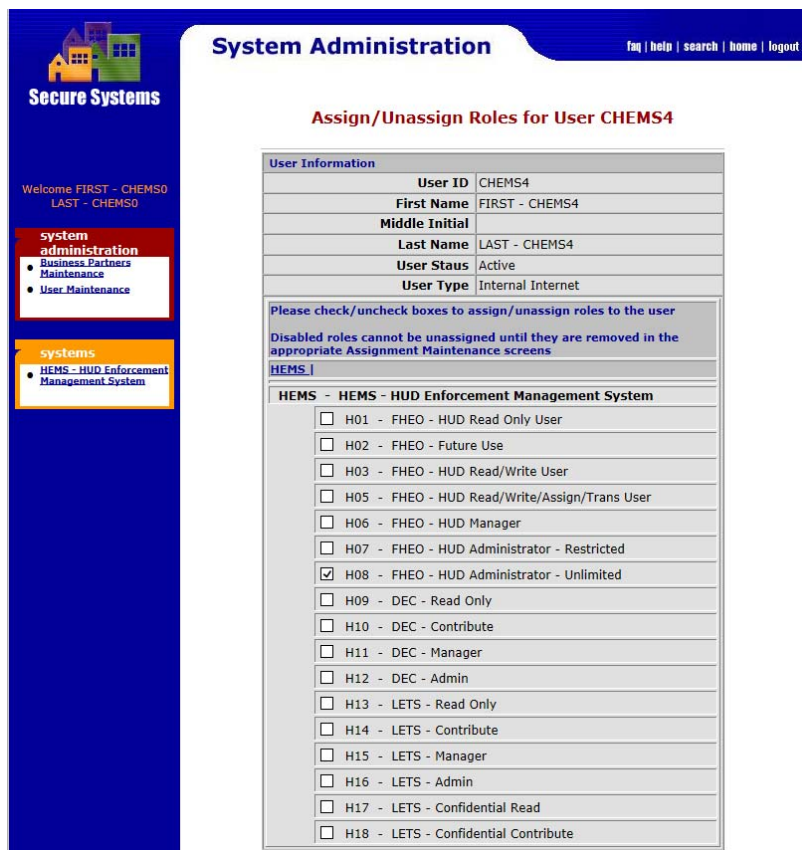 System Administration
faq | help | search | home | logout
Secure Systems
Welcome FIRST - CHEMS0
LAST - CHEMS0
system
administration
Business Partners
Maintenance
User Maintenance
systems
HEMS - HUD Enforcement
Management System
Assign/Unassign Roles for User CHEMS4
User Information
User ID CHEMS4
First Name FIRST - CHEMS4
Middle Initial
Last Name LAST - CHEMS4
User Staus Active
User Type Internal Internet
Please check/uncheck boxes to assign/unassign roles to the user
Disabled roles cannot be unassigned until they are removed in the
appropriate Assignment Maintenance screens
HEMS |
HEMS - HEMS - HUD Enforcement Management System
H01 - FHEO - HUD Read Only User
H02 - FHEO - Future Use
H03 - FHEO - HUD Read/Write User
H05 - FHEO - HUD Read/Write/Assign/Trans User
H06 - FHEO - HUD Manager
H07 - FHEO - HUD Administrator - Restricted
H08 - FHEO - HUD Administrator - Unlimited
H09 - DEC - Read Only
H10 - DEC - Contribute
H11 - DEC - Manager
H12 - DEC - Admin
H13 - LETS - Read Only
H14 - LETS - Contribute
H15 - LETS - Manager
H16 - LETS - Admin
H17 - LETS - Confidential Read
H18 - LETS - Confidential Contribute